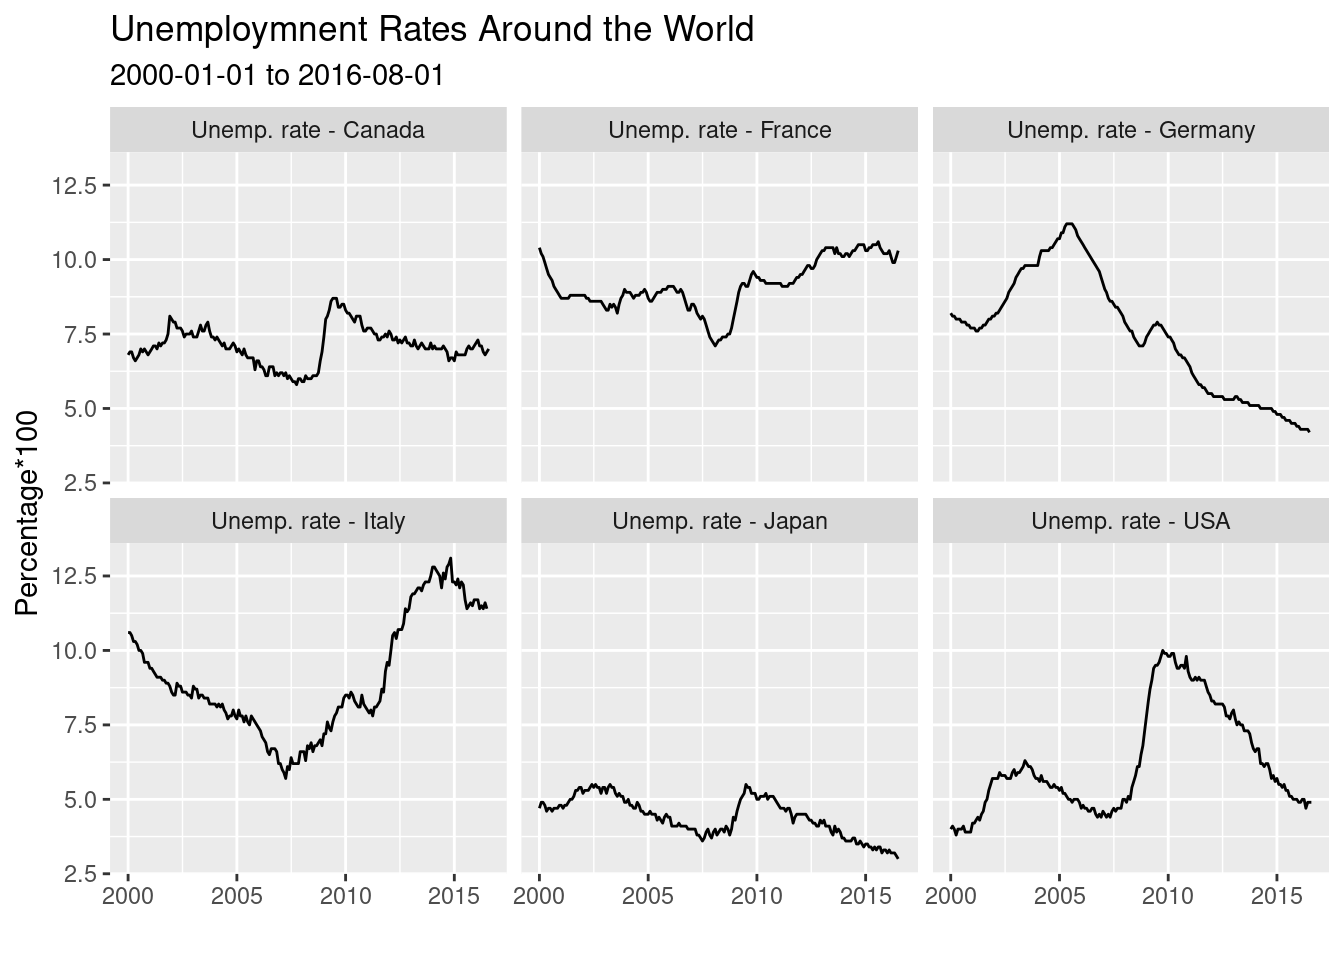 Unemploymnent Rates Around the World
2000-01-01 to 2016-08-01
Unemp. rate - Canada
Unemp. rate - France
Unemp. rate - Germany
12.5
10.0
7.5
5.0
2.5
Percentage*100
Unemp. rate - Italy
Unemp. rate - Japan
Unemp. rate - USA
12.5
10.0
7.5
5.0
2.5
2000 2005 2010 2015
2000 2005 2010 2015
2000 2005 2010 2015